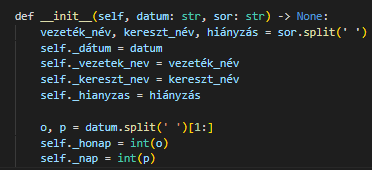 def __init__(self, datum: str, sor: str) -> None:
    vezeték_név, kereszt_név, hiányzás = sor.split(' ')
    self._dátum = datum
    self._vezetek_nev = vezeték_név
    self._kereszt_nev = kereszt_név
    self._hianyzas = hiányzás

    o, p = datum.split(' ')[1:]
    self._honap = int(o)
    self._nap = int(p)